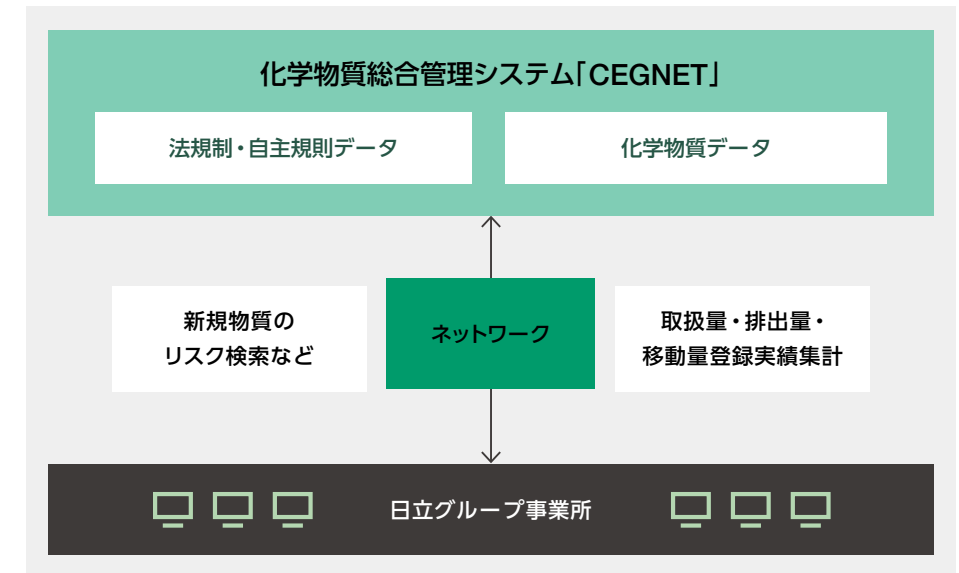 化学物質総合管理システム「CEGNET」
法規制・自主規則データ
化学物質データ
新規物質の
リスク検索など
ネットワーク
取扱量・排出量・
移動量登録実績集計
日立グループ事業所